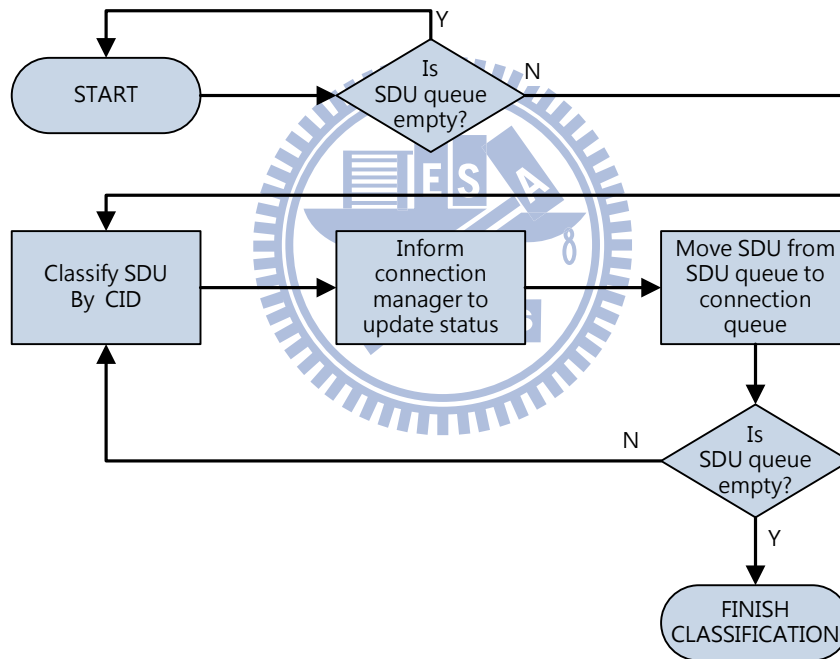 Y
START
Is
SDU queue
empty?
N
E S A
Classify SDU
By CID
Inform
connection
manager to
update status
Move SDU from
SDU queue to
connection
queue
S
N
Is
SDU queue
empty?
Y
FINISH
CLASSIFICATION